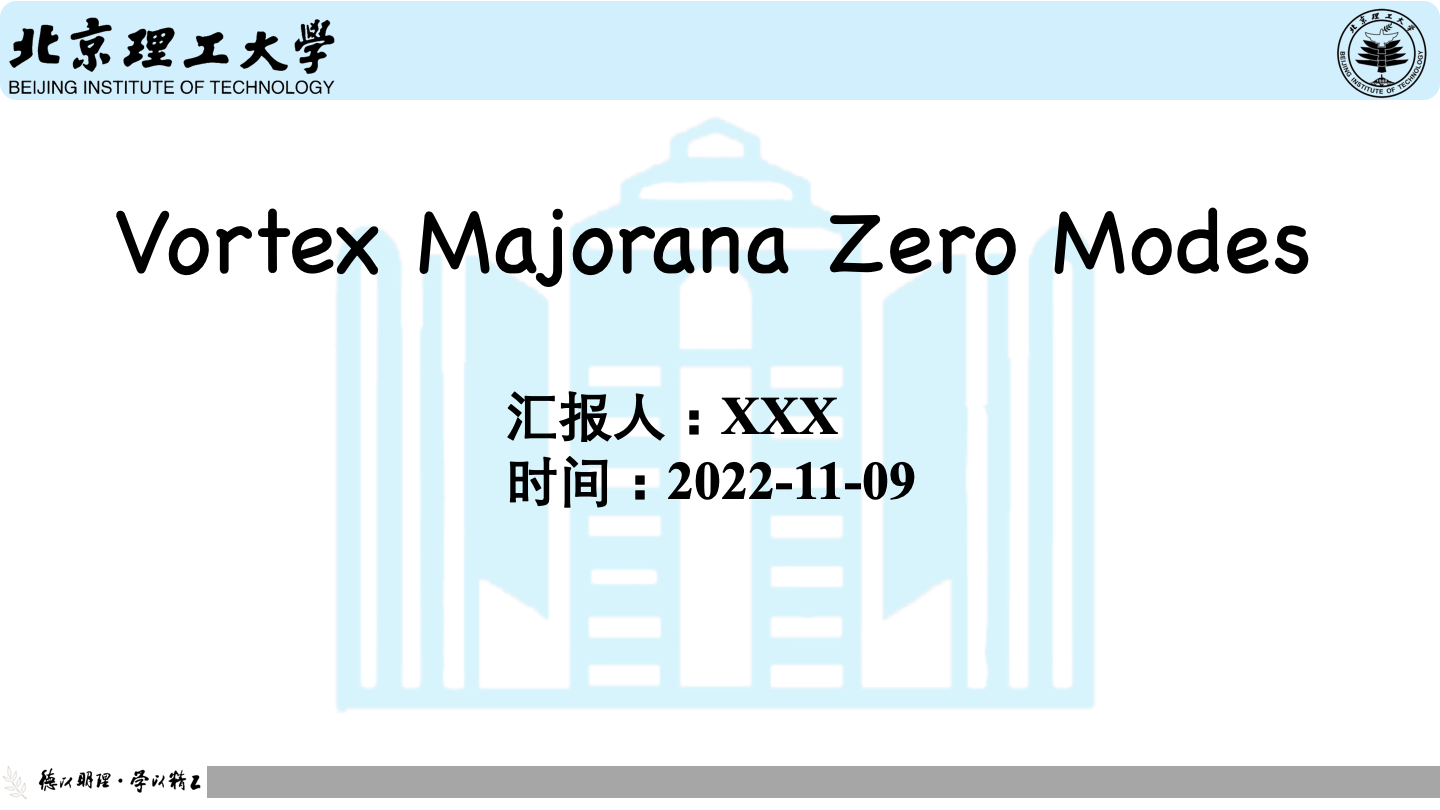 北京理工大学
BEIJING INSTITUTE OF TECHNOLOGY
北京理工大学
BEIJING INSTITUTE OF TECHNOLOGY
1940
Vortex Majorana Zero Modes
汇报人：XXX
时间：2022-11-09
德以明理·学以精工